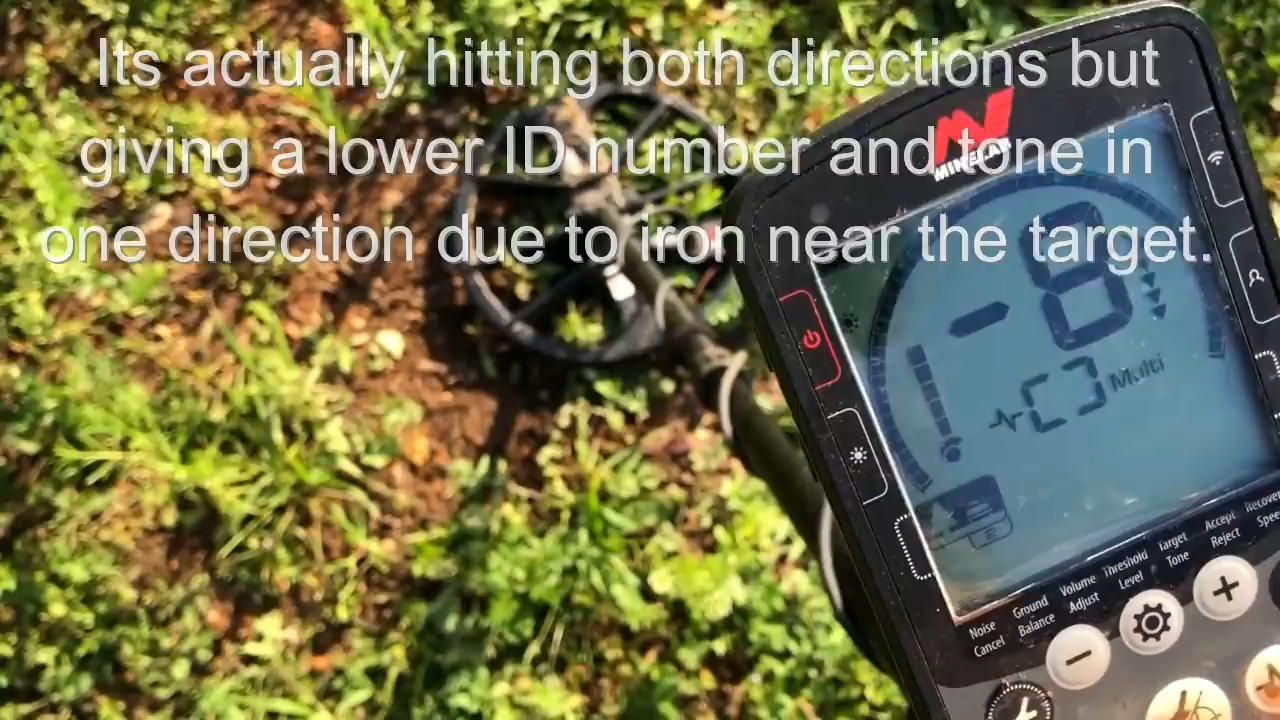 Its actually hitting both directions but
giving a lower ID number and tone in
one direction due to iron near the target.
MINELAB
-8
Multi
Noise Cancel
Ground Balance
Volume Adjust
Threshold Level
Target Tone
Accept Reject
Recovery Speed